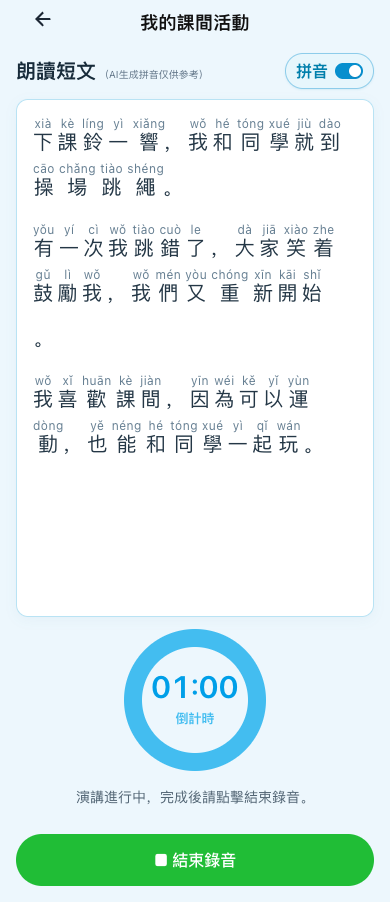 我的課間活動
朗讀短文 (AI生成拼音仅供参考) 拼音
xià kè líng yì xiǎng wǒ hé tóng xué jiù dào
下課鈴一響，我和同學就到
cāo chǎng tiào shéng
操場跳繩。
yǒu yí cì wǒ tiào cuò le dà jiā xiào zhe
有一次我跳錯了，大家笑着
gǔ lì wǒ wǒ mén yòu chóng xīn kāi shǐ
鼓勵我，我們又重新開始
。
wǒ xǐ huān kè jiàn yīn wéi kě yǐ yùn
我喜歡課間，因為可以運
dòng yě néng hé tóng xué yì qǐ wán
動，也能和同學一起玩。
01:00
倒計時
演講進行中，完成後請點擊結束錄音。
結束錄音